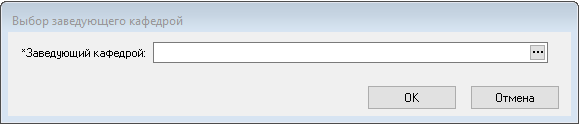 Выбор заведующего кафедрой
*Заведующий кафедрой: ...
OK Отмена